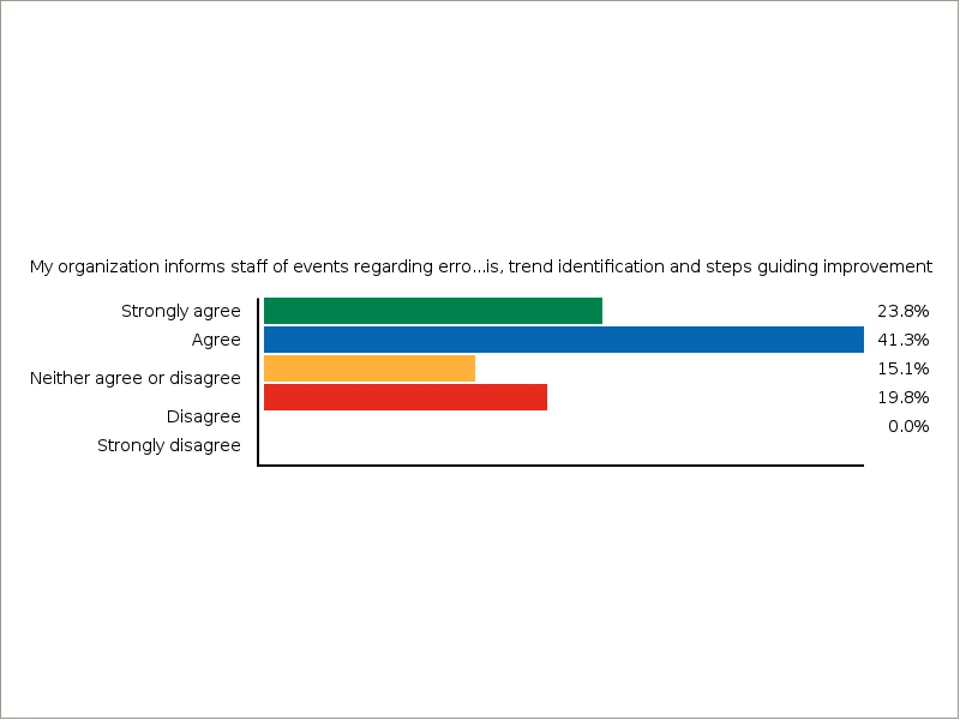 My organization informs staff of events regarding erro...is, trend identification and steps guiding improvement
Strongly agree 23.8%
Agree 41.3%
Neither agree or disagree 15.1%
Disagree 19.8%
Strongly disagree 0.0%